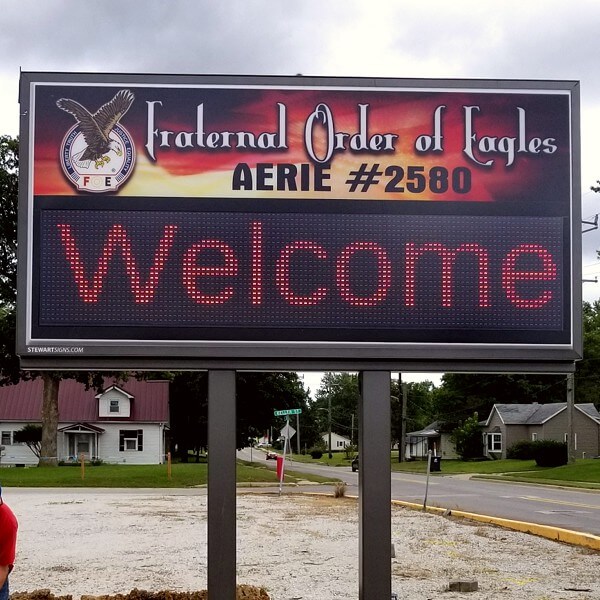 Fraternal Order of Eagles
AERIE #2580
F E
Welcome
STEWARTSIGNS.COM